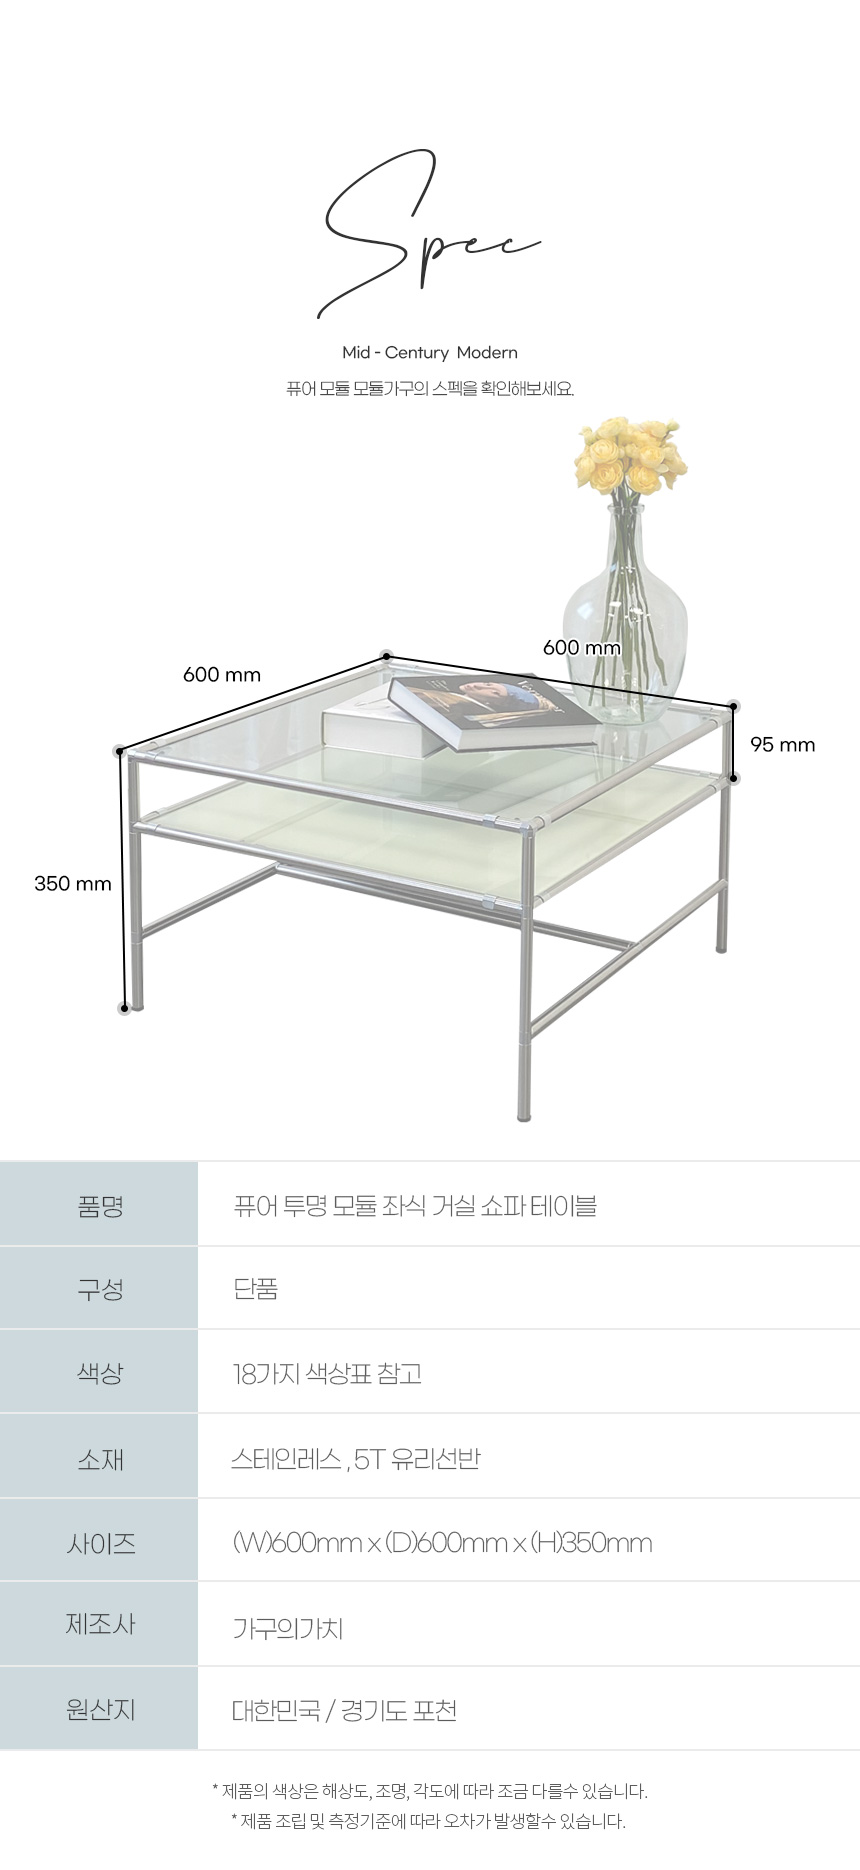 Spec
Mid - Century Modern
퓨어 모듈 모듈가구의 스펙을 확인해보세요.
600 mm
600 mm
95 mm
350 mm
품명 퓨어 투명 모듈 좌식 거실 쇼파 테이블
구성 단품
색상 18가지 색상표 참고
소재 스테인레스 , 5T 유리선반
사이즈 (W)600mm x (D)600mm x (H)350mm
제조사 가구의가치
원산지 대한민국 / 경기도 포천
* 제품의 색상은 해상도, 조명, 각도에 따라 조금 다를수 있습니다.
* 제품 조립 및 측정기준에 따라 오차가 발생할수 있습니다.